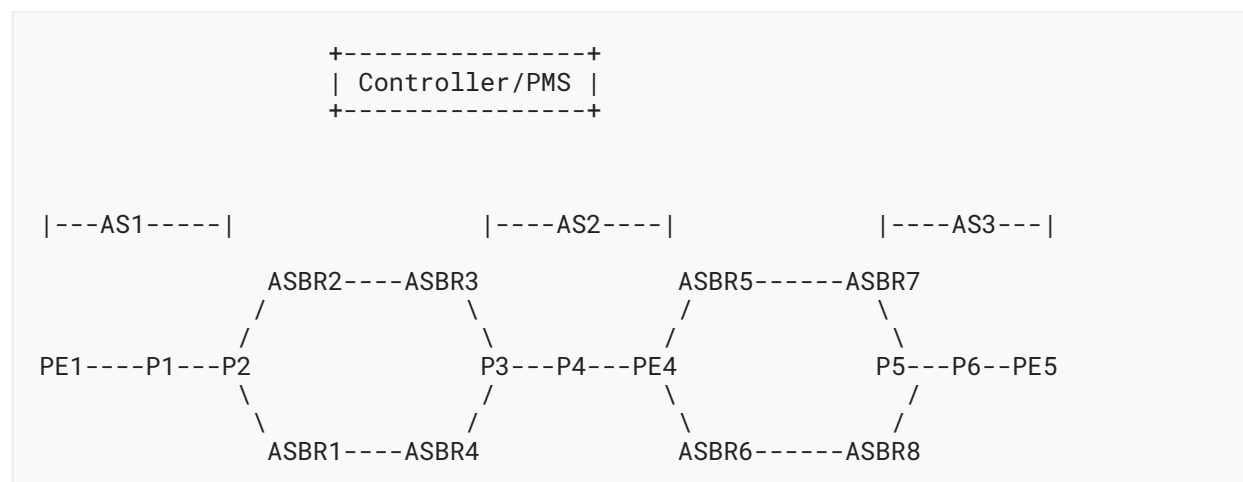 +----------------+
| Controller/PMS |
+----------------+
|---AS1-----| |----AS2----| |----AS3---|
ASBR2----ASBR3 ASBR5------ASBR7
/ \ / \
/ \ / \
PE1----P1---P2 P3---P4---PE4 P5---P6--PE5
\ / \ /
\ / \ /
ASBR1----ASBR4 ASBR6------ASBR8